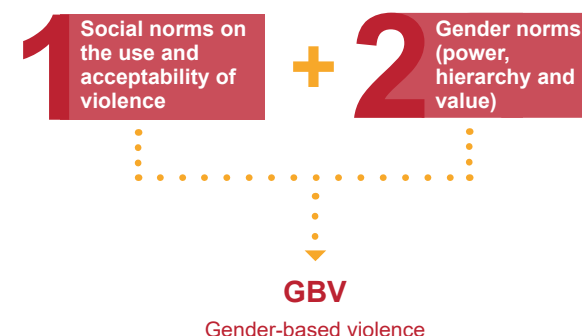 1
Social norms on
the use and
acceptability of
violence
+
2
Gender norms
(power,
hierarchy and
value)
GBV
Gender-based violence